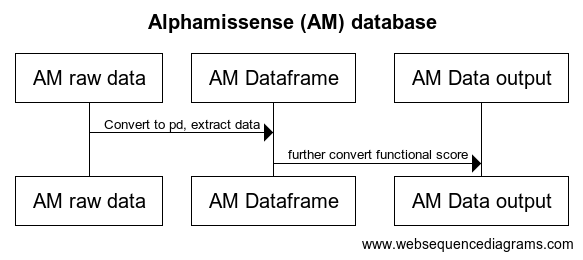 Alphamissense (AM) database
AM raw data
AM Dataframe
AM Data output
Convert to pd, extract data
further convert functional score
AM raw data
AM Dataframe
AM Data output
www.websequencediagrams.com